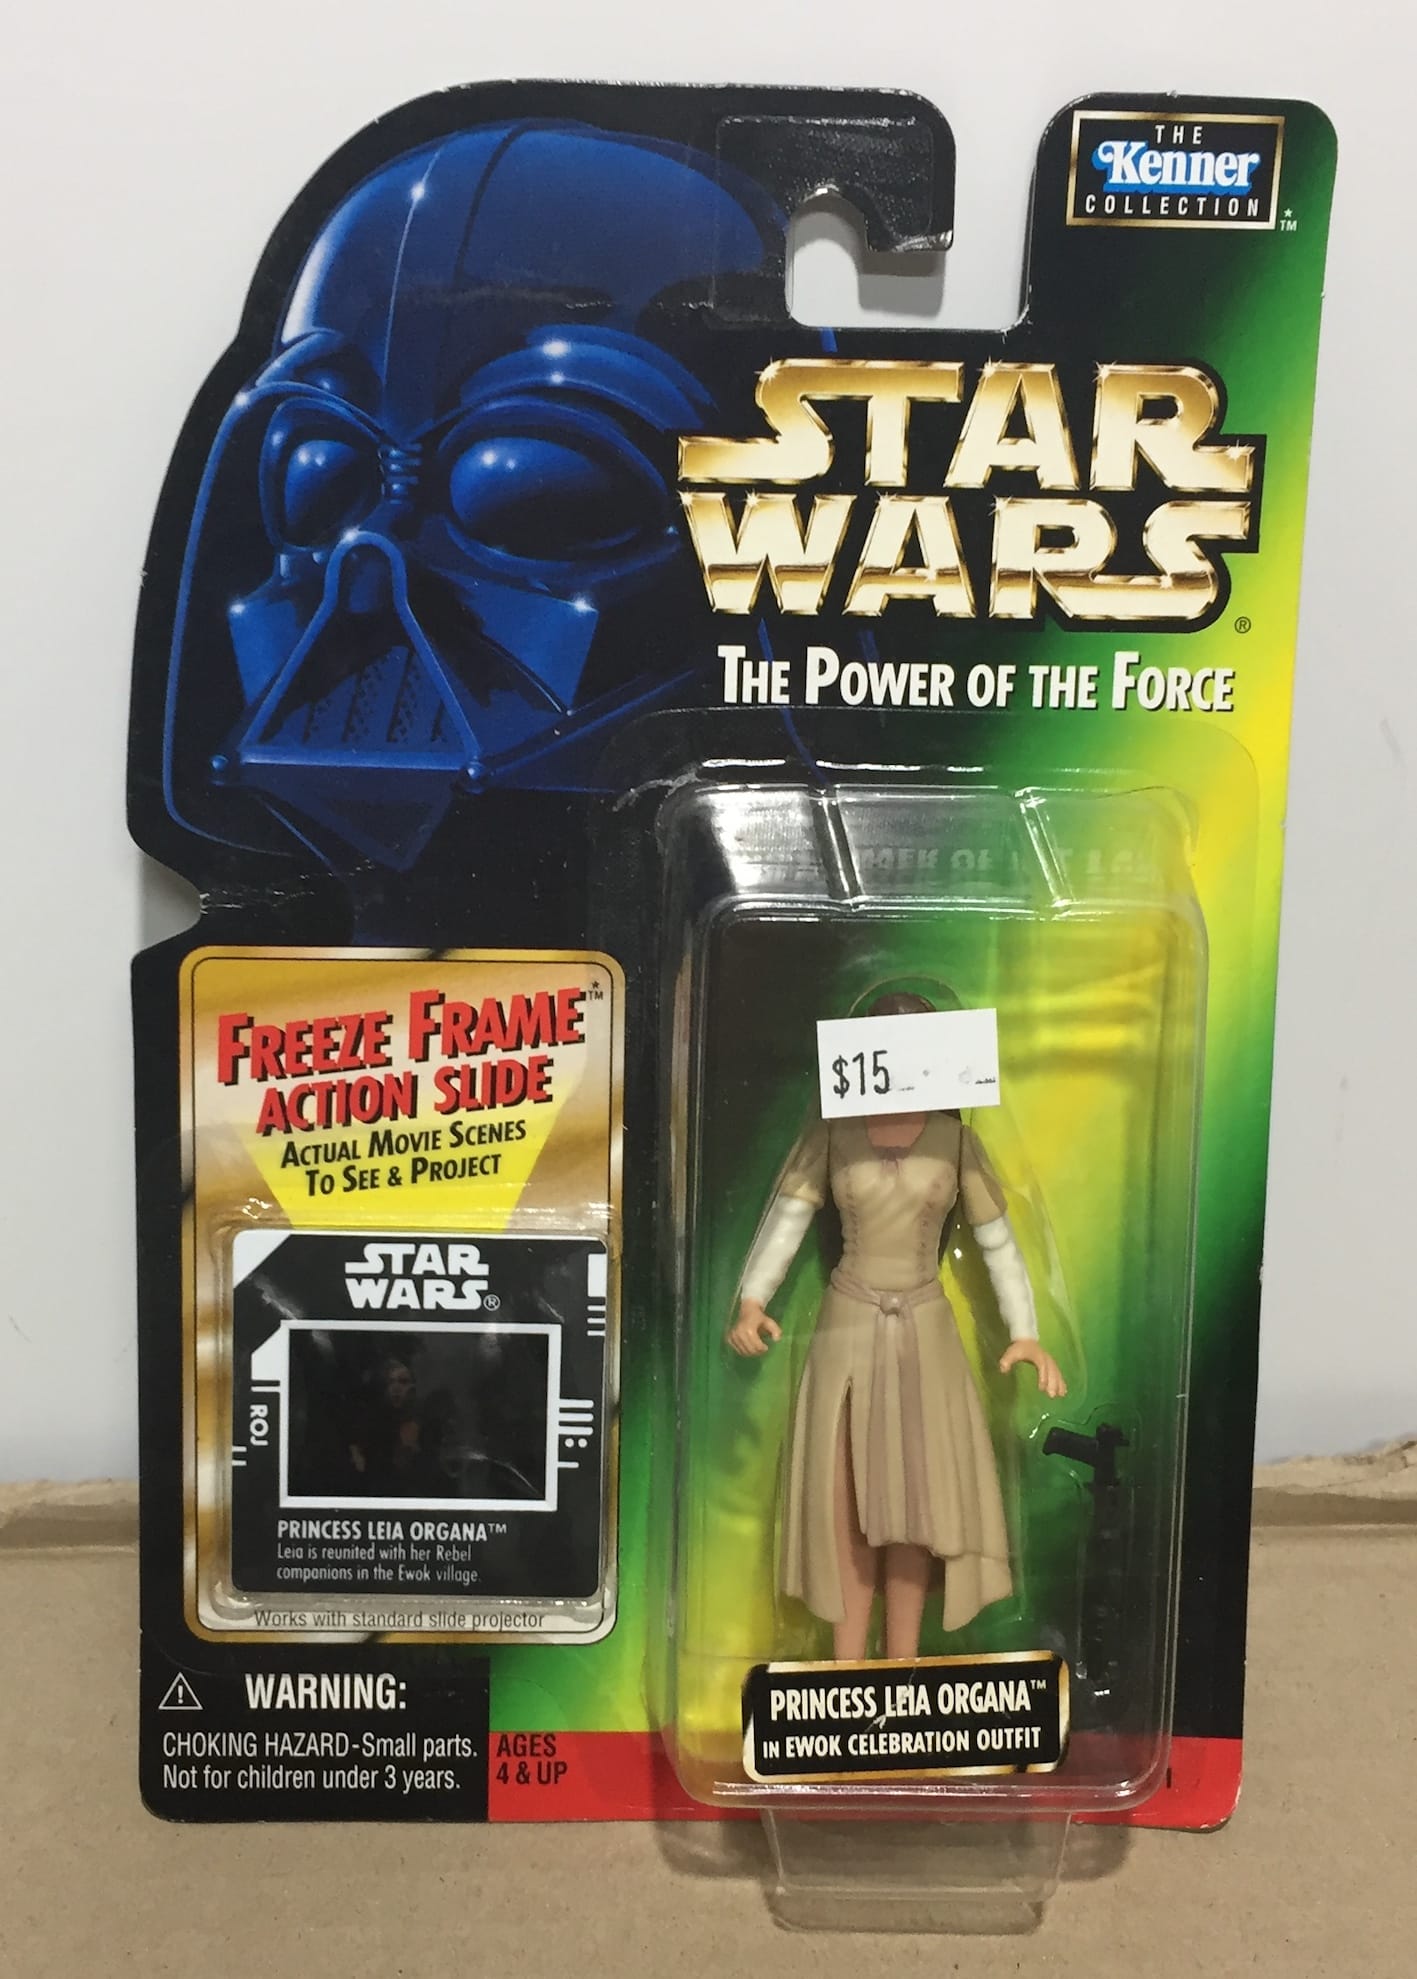 THE
Kenner
COLLECTION
★
TM
STAR
WARS
®
THE POWER OF THE FORCE
FREEZE FRAME™
ACTION SLIDE
ACTUAL MOVIE SCENES
TO SEE & PROJECT
STAR
WARS®
ROJ
PRINCESS LEIA ORGANA™
Leia is reunited with her Rebel
companions in the Ewok village.
Works with standard slide projector
$15
PRINCESS LEIA ORGANA™
IN EWOK CELEBRATION OUTFIT
⚠ WARNING:
CHOKING HAZARD-Small parts.
Not for children under 3 years.
AGES
4 & UP